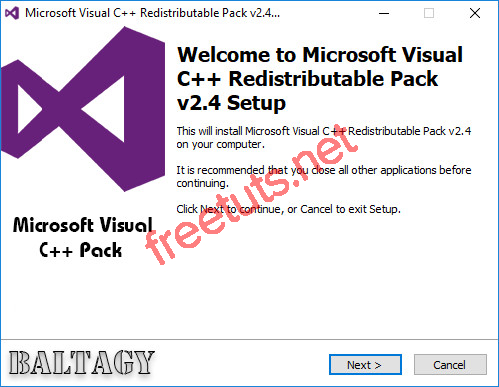 Microsoft Visual C++ Redistributable Pack v2.4...
Welcome to Microsoft Visual
C++ Redistributable Pack
v2.4 Setup
This will install Microsoft Visual C++ Redistributable Pack v2.4
on your computer.
It is recommended that you close all other applications before
continuing.
Click Next to continue, or Cancel to exit Setup.
Microsoft Visual
C++ Pack
freetuts.net
BALTAGY
Next >
Cancel